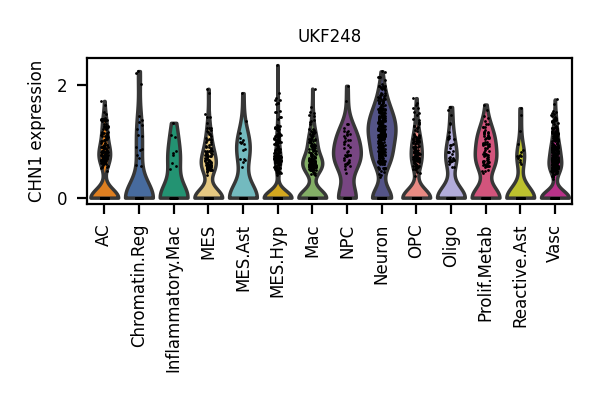 UKF248
CHN1 expression
2
0
AC
Chromatin.Reg
Inflammatory.Mac
MES
MES.Ast
MES.Hyp
Mac
NPC
Neuron
OPC
Oligo
Prolif.Metab
Reactive.Ast
Vasc